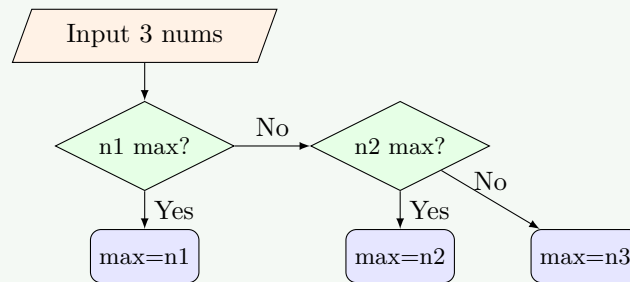 Input 3 nums
n1 max?
No
n2 max?
Yes
Yes
No
max=n1
max=n2
max=n3